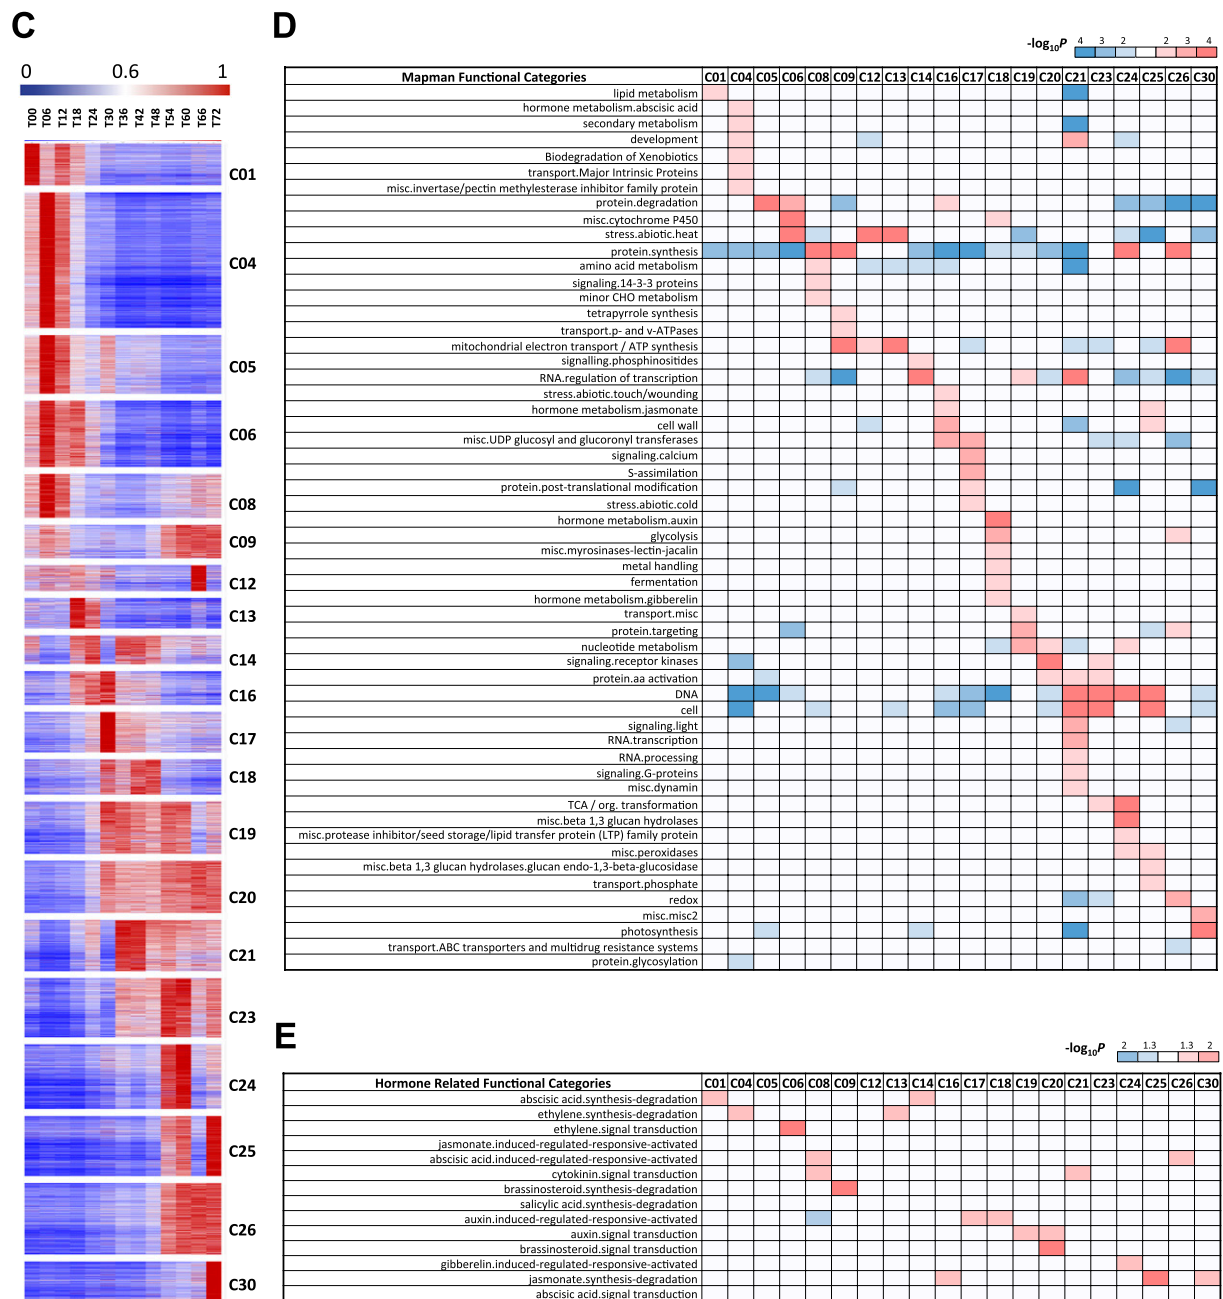 C
0 0.6 1
T00 T06 T12 T18 T24 T30 T36 T42 T48 T54 T60 T66 T72
C01
C04
C05
C06
C08
C09
C12
C13
C14
C16
C17
C18
C19
C20
C21
C23
C24
C25
C26
C30
D
-log10P 4 3 2 2 3 4
Mapman Functional Categories C01 C04 C05 C06 C08 C09 C12 C13 C14 C16 C17 C18 C19 C20 C21 C23 C24 C25 C26 C30
lipid metabolism
hormone metabolism.abscisic acid
secondary metabolism
development
Biodegradation of Xenobiotics
transport.Major Intrinsic Proteins
misc.invertase/pectin methylesterase inhibitor family protein
protein.degradation
misc.cytochrome P450
stress.abiotic.heat
protein.synthesis
amino acid metabolism
signaling.14-3-3 proteins
minor CHO metabolism
tetrapyrrole synthesis
transport.p- and v-ATPases
mitochondrial electron transport / ATP synthesis
signalling.phosphinositides
RNA.regulation of transcription
stress.abiotic.touch/wounding
hormone metabolism.jasmonate
cell wall
misc.UDP glucosyl and glucoronyl transferases
signaling.calcium
S-assimilation
protein.post-translational modification
stress.abiotic.cold
hormone metabolism.auxin
glycolysis
misc.myrosinases-lectin-jacalin
metal handling
fermentation
hormone metabolism.gibberelin
transport.misc
protein.targeting
nucleotide metabolism
signaling.receptor kinases
protein.aa activation
DNA
cell
signaling.light
RNA.transcription
RNA.processing
signaling.G-proteins
misc.dynamin
TCA / org. transformation
misc.beta 1,3 glucan hydrolases
misc.protease inhibitor/seed storage/lipid transfer protein (LTP) family protein
misc.peroxidases
misc.beta 1,3 glucan hydrolases.glucan endo-1,3-beta-glucosidase
transport.phosphate
redox
misc.misc2
photosynthesis
transport.ABC transporters and multidrug resistance systems
protein.glycosylation
E
-log10P 2 1.3 1.3 2
Hormone Related Functional Categories C01 C04 C05 C06 C08 C09 C12 C13 C14 C16 C17 C18 C19 C20 C21 C23 C24 C25 C26 C30
abscisic acid.synthesis-degradation
ethylene.synthesis-degradation
ethylene.signal transduction
jasmonate.induced-regulated-responsive-activated
abscisic acid.induced-regulated-responsive-activated
cytokinin.signal transduction
brassinosteroid.synthesis-degradation
salicylic acid.synthesis-degradation
auxin.induced-regulated-responsive-activated
auxin.signal transduction
brassinosteroid.signal transduction
gibberelin.induced-regulated-responsive-activated
jasmonate.synthesis-degradation
abscisic acid.signal transduction